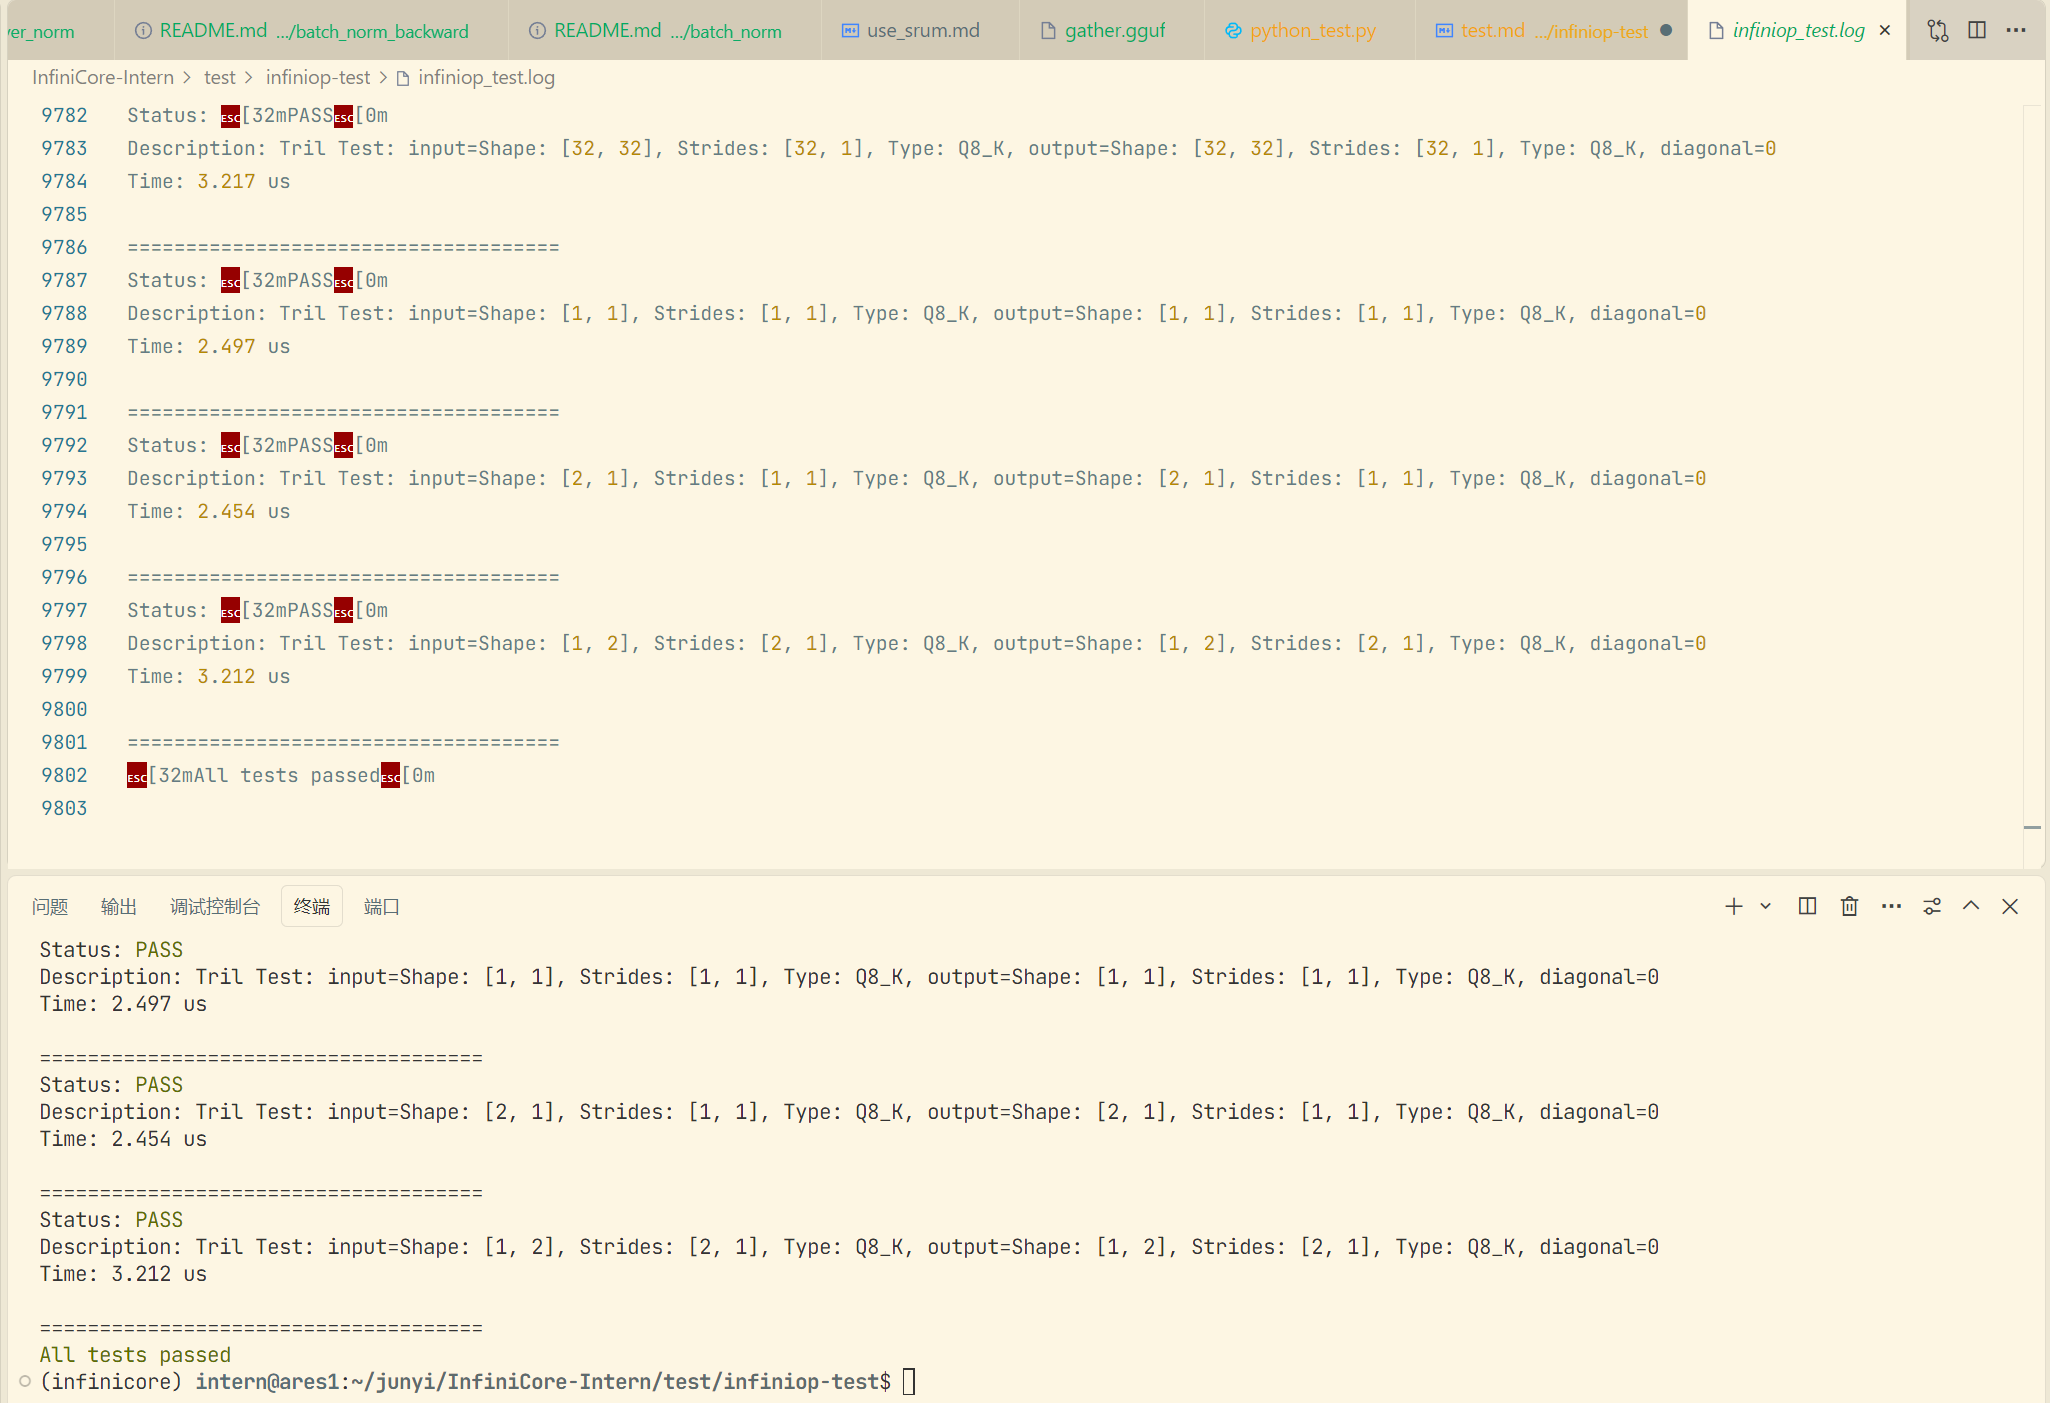 ver_norm
README.md .../batch_norm_backward
README.md .../batch_norm
use_srum.md
gather.gguf
python_test.py
test.md .../infiniop-test
infiniop_test.log
InfiniCore-Intern > test > infiniop-test > infiniop_test.log
9782 Status: ESC[32mPASSESC[0m
9783 Description: Tril Test: input=Shape: [32, 32], Strides: [32, 1], Type: Q8_K, output=Shape: [32, 32], Strides: [32, 1], Type: Q8_K, diagonal=0
9784 Time: 3.217 us
9785
9786 =====================================
9787 Status: ESC[32mPASSESC[0m
9788 Description: Tril Test: input=Shape: [1, 1], Strides: [1, 1], Type: Q8_K, output=Shape: [1, 1], Strides: [1, 1], Type: Q8_K, diagonal=0
9789 Time: 2.497 us
9790
9791 =====================================
9792 Status: ESC[32mPASSESC[0m
9793 Description: Tril Test: input=Shape: [2, 1], Strides: [1, 1], Type: Q8_K, output=Shape: [2, 1], Strides: [1, 1], Type: Q8_K, diagonal=0
9794 Time: 2.454 us
9795
9796 =====================================
9797 Status: ESC[32mPASSESC[0m
9798 Description: Tril Test: input=Shape: [1, 2], Strides: [2, 1], Type: Q8_K, output=Shape: [1, 2], Strides: [2, 1], Type: Q8_K, diagonal=0
9799 Time: 3.212 us
9800
9801 =====================================
9802 ESC[32mAll tests passedESC[0m
9803
问题 输出 调试控制台 终端 端口
Status: PASS
Description: Tril Test: input=Shape: [1, 1], Strides: [1, 1], Type: Q8_K, output=Shape: [1, 1], Strides: [1, 1], Type: Q8_K, diagonal=0
Time: 2.497 us
=====================================
Status: PASS
Description: Tril Test: input=Shape: [2, 1], Strides: [1, 1], Type: Q8_K, output=Shape: [2, 1], Strides: [1, 1], Type: Q8_K, diagonal=0
Time: 2.454 us
=====================================
Status: PASS
Description: Tril Test: input=Shape: [1, 2], Strides: [2, 1], Type: Q8_K, output=Shape: [1, 2], Strides: [2, 1], Type: Q8_K, diagonal=0
Time: 3.212 us
=====================================
All tests passed
(infinicore) intern@ares1:~/junyi/InfiniCore-Intern/test/infiniop-test$